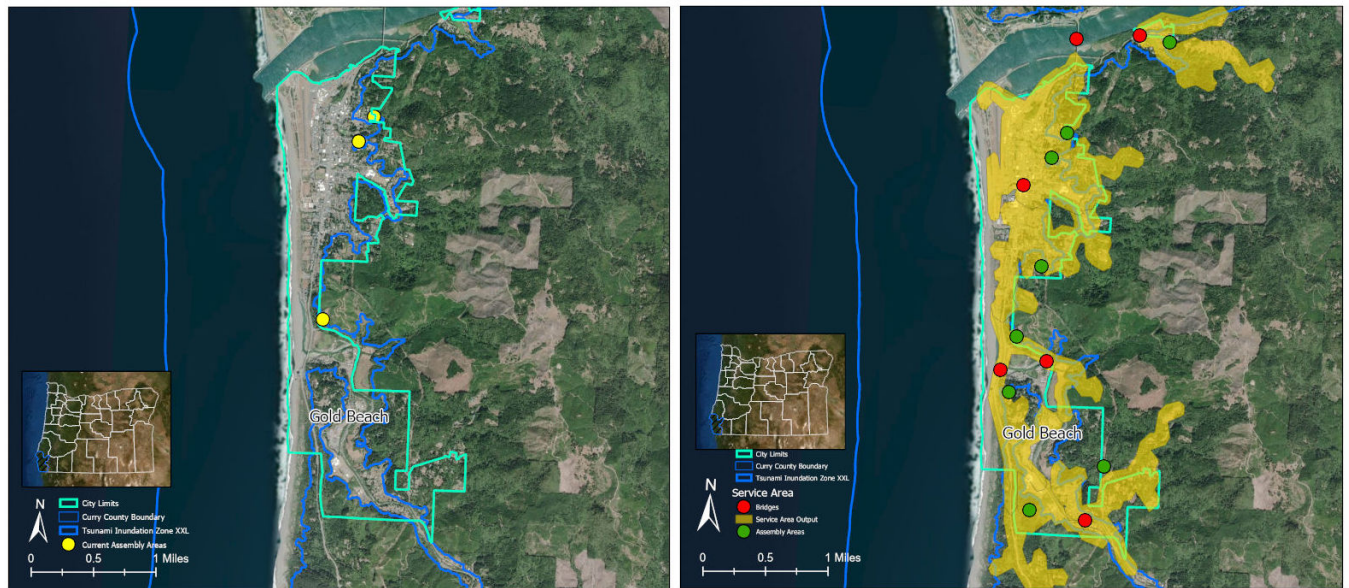 Gold Beach
N
City Limits
Curry County Boundary
Tsunami Inundation Zone XXL
Current Assembly Areas
0 0.5 1 Miles
Gold Beach
City Limits
Curry County Boundary
Tsunami Inundation Zone XXL
Service Area
Bridges
Service Area Output
Assembly Areas
N
0 0.5 1 Miles